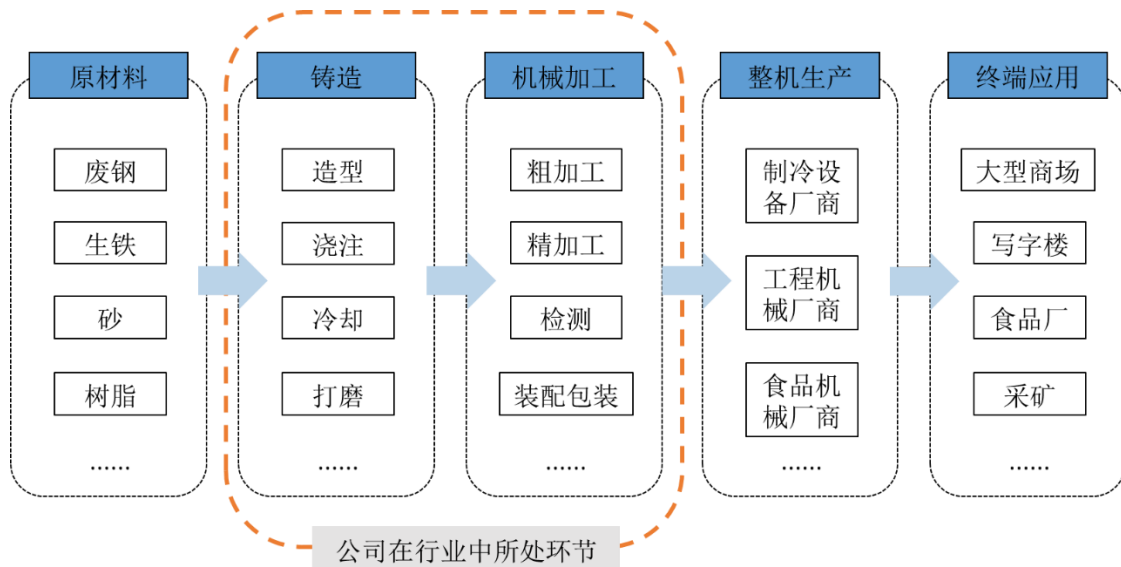 原材料
废钢
生铁
砂
树脂
......
铸造
造型
浇注
冷却
打磨
......
机械加工
粗加工
精加工
检测
装配包装
......
整机生产
制冷设
备厂商
工程机
械厂商
食品机
械厂商
......
终端应用
大型商场
写字楼
食品厂
采矿
......
公司在行业中所处环节